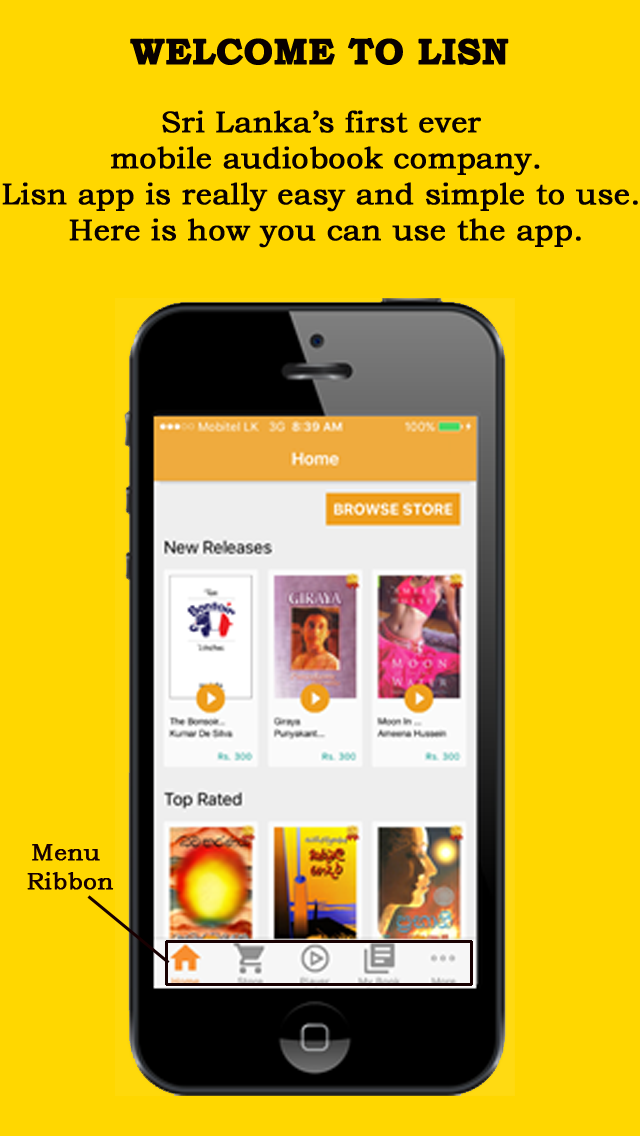 WELCOME TO LISN
Sri Lanka's first ever
mobile audiobook company.
Lisn app is really easy and simple to use.
Here is how you can use the app.
Mobitel LK 3G 8:39 AM 100%
Home
BROWSE STORE
New Releases
Bonsoir
GIRAYA
AMEENA
HUSSEIN
MOON
WATER
The Bonsoir...
Kumar De Silva
Rs. 300
Giraya
Punyakant...
Rs. 300
Moon In ...
Ameena Hussein
Rs. 300
Top Rated
Menu
Ribbon
Home
Store
Player
My Book
More